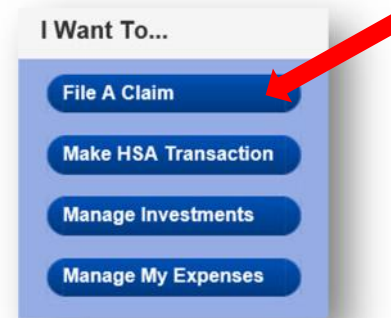 I Want To...
File A Claim
Make HSA Transaction
Manage Investments
Manage My Expenses